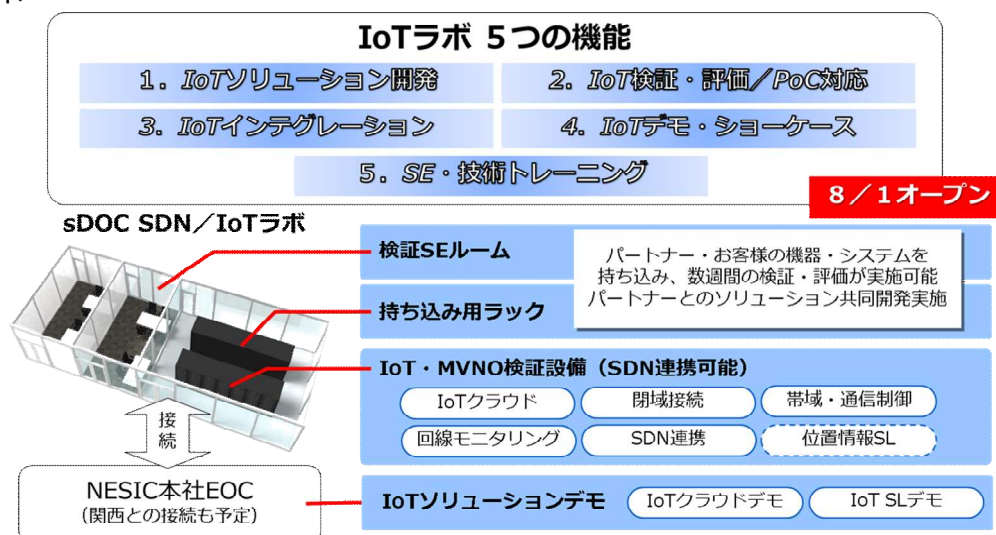 IoTラボ 5つの機能
1. IoTソリューション開発
2. IoT検証・評価／PoC対応
3. IoTインテグレーション
4. IoTデモ・ショーケース
5. SE・技術トレーニング
8／1オープン
sDOC SDN／IoTラボ
検証SEルーム
パートナー・お客様の機器・システムを
持ち込み、数週間の検証・評価が実施可能
パートナーとのソリューション共同開発実施
持ち込み用ラック
IoT・MVNO検証設備（SDN連携可能）
IoTクラウド
閉域接続
帯域・通信制御
回線モニタリング
SDN連携
位置情報SL
接続
NESIC本社EOC
（関西との接続も予定）
IoTソリューションデモ
IoTクラウドデモ
IoT SLデモ